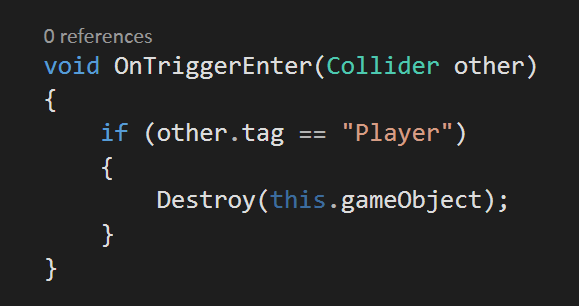 0 references
void OnTriggerEnter(Collider other)
{
    if (other.tag == "Player")
    {
        Destroy(this.gameObject);
    }
}